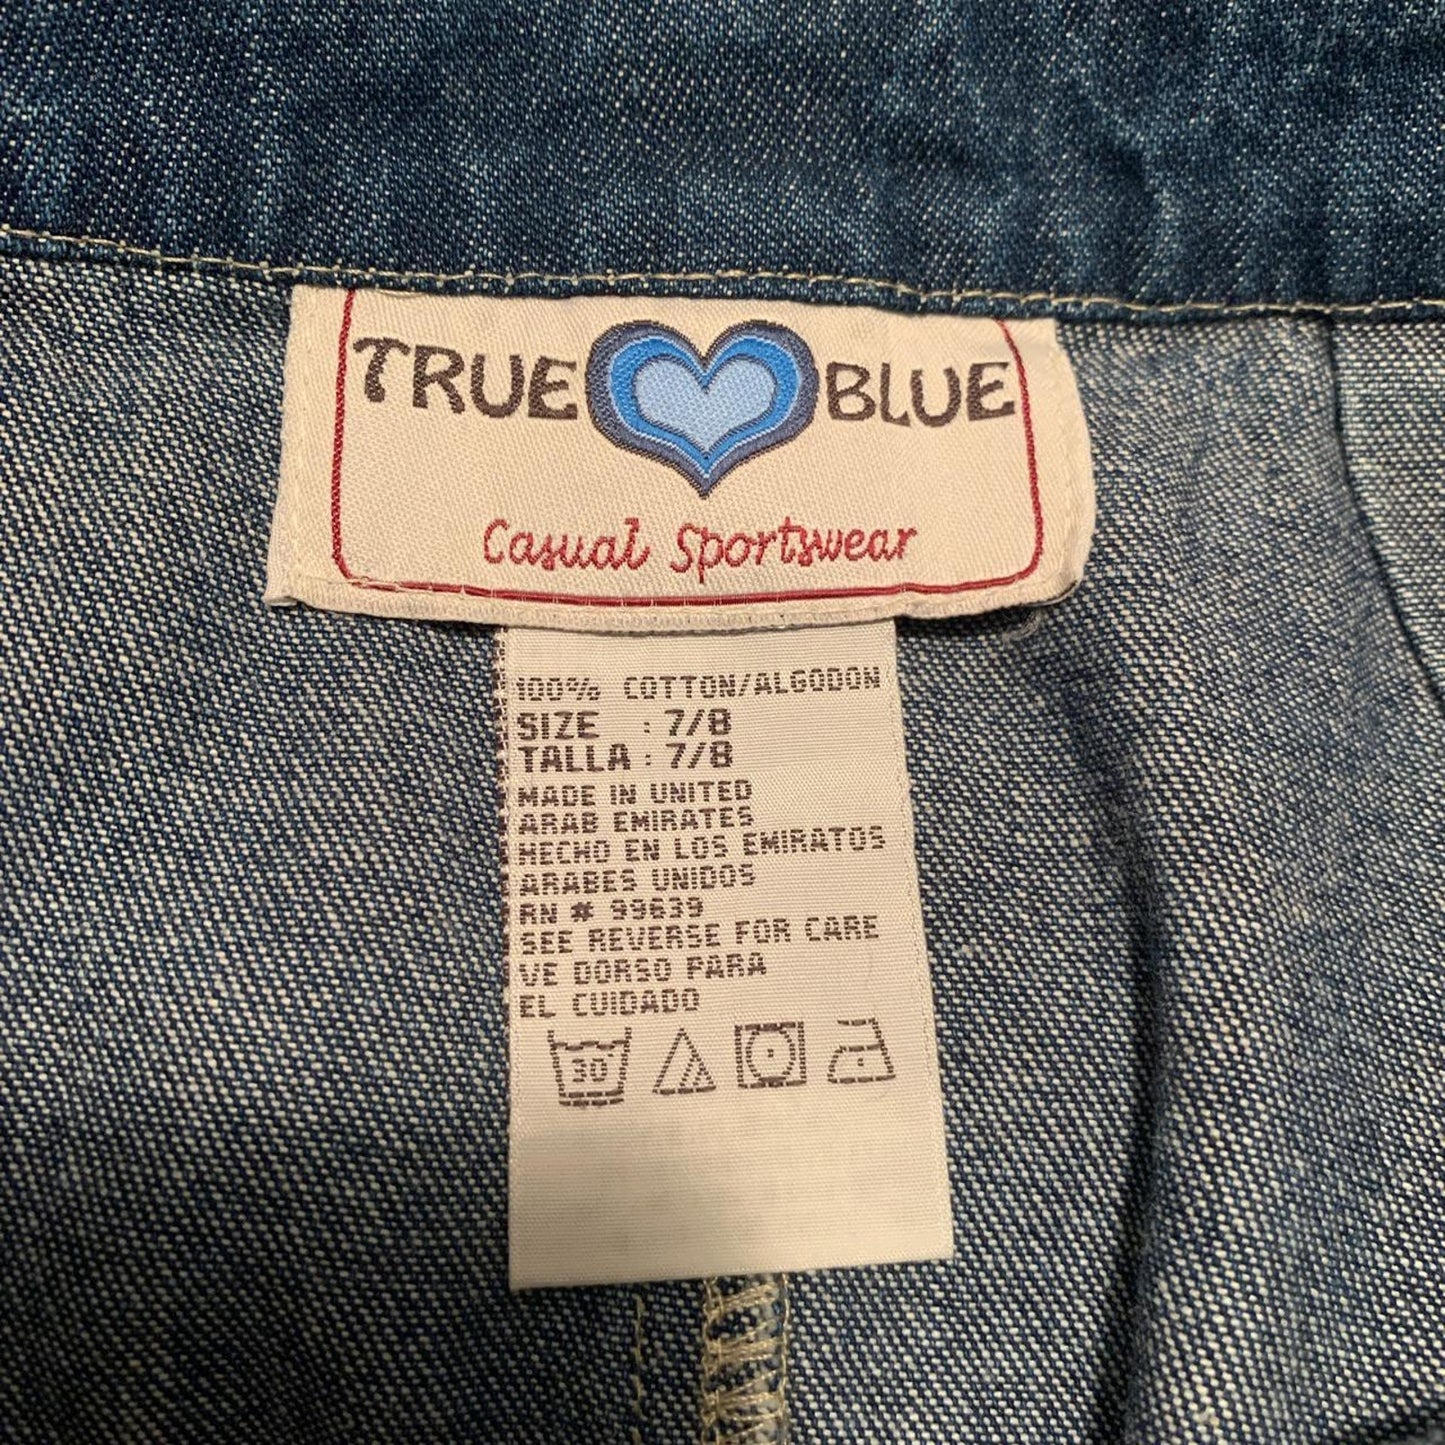 TRUE BLUE
Casual Sportswear
100% COTTON/ALGODON
SIZE : 7/8
TALLA : 7/8
MADE IN UNITED
ARAB EMIRATES
HECHO EN LOS EMIRATOS
ARABES UNIDOS
RN # 99639
SEE REVERSE FOR CARE
VE DORSO PARA
EL CUIDADO
30